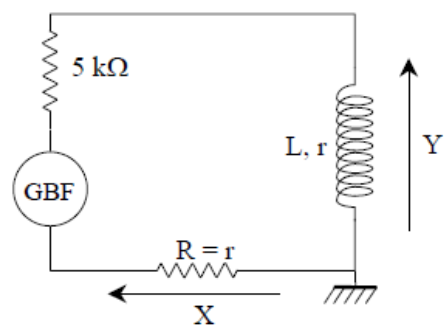 5 kΩ
L, r
Y
GBF
R = r
X